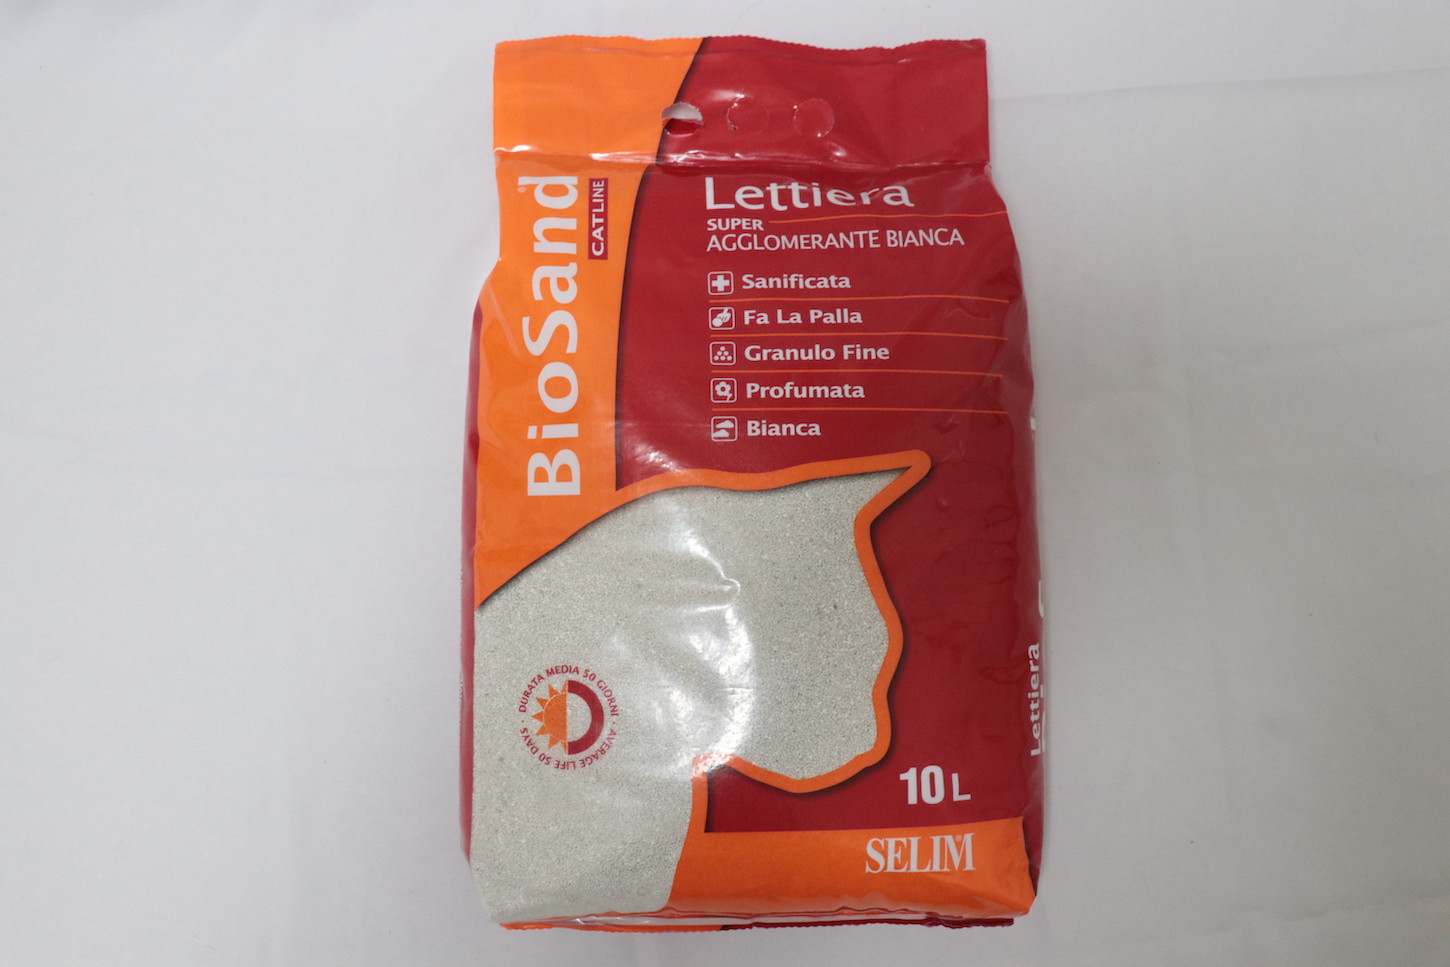 BioSand®
CATLINE
Lettiera
SUPER
AGGLOMERANTE BIANCA
Sanificata
Fa La Palla
Granulo Fine
Profumata
Bianca
DURATA MEDIA 50 GIORNI · AVERAGE LIFE 50 DAYS ·
10 L
SELIM®
Lettiera